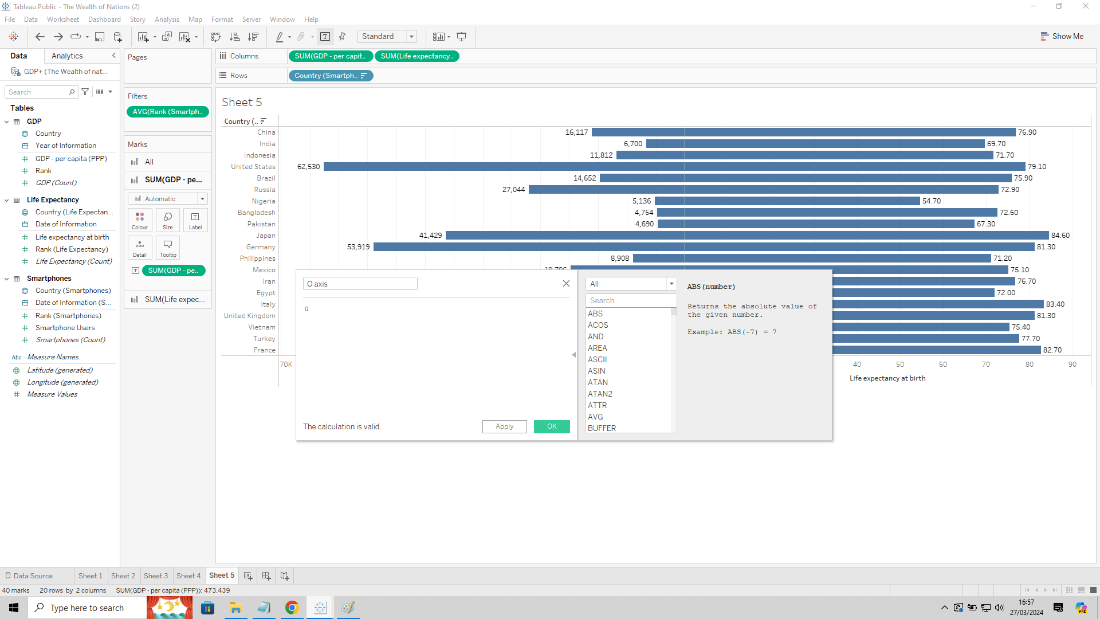 Tableau Public - The Wealth of Nations (2)
File Data Worksheet Dashboard Story Analysis Map Format Server Window Help
Standard
Show Me
Data Analytics
GDP+ (The Wealth of nat...
Search
Tables
GDP
Country
Year of Information
GDP - per capita (PPP)
Rank
GDP (Count)
Life Expectancy
Country (Life Expectan...
Date of Information
Life expectancy at birth
Rank (Life Expectancy)
Life Expectancy (Count)
Smartphones
Country (Smartphones)
Date of Information (S...
Rank (Smartphones)
Smartphone Users
Smartphones (Count)
Abc Measure Names
Latitude (generated)
Longitude (generated)
Measure Values
Pages
Filters
AVG(Rank (Smartph..
Marks
All
SUM(GDP - pe...
Automatic
Colour Size Label
Detail Tooltip
SUM(GDP - pe..
SUM(Life expec...
Columns SUM(GDP - per capit.. SUM(Life expectancy..
Rows Country (Smartph..
Sheet 5
Country (..
China 16,117 76.90
India 6,700 69.70
Indonesia 11,812 71.70
United States 62,530 79.10
Brazil 14,652 75.90
Russia 27,044 72.90
Nigeria 5,136 54.70
Bangladesh 4,754 72.60
Pakistan 4,690 67.30
Japan 41,429 84.60
Germany 53,919 81.30
Philippines 8,908 71.20
Mexico 75.10
Iran 76.70
Egypt 72.00
Italy 83.40
United Kingdom 81.30
Vietnam 75.40
Turkey 77.70
France 82.70
70K 40 50 60 70 80 90
Life expectancy at birth
0 axis
0
The calculation is valid.
Apply OK
All
Search
ABS
ACOS
AND
AREA
ASCII
ASIN
ATAN
ATAN2
ATTR
AVG
BUFFER
ABS(number)
Returns the absolute value of
the given number.
Example: ABS(-7) = 7
Data Source Sheet 1 Sheet 2 Sheet 3 Sheet 4 Sheet 5
40 marks 20 rows by 2 columns SUM(GDP - per capita (PPP)): 473,439
Type here to search
16:57
27/03/2024